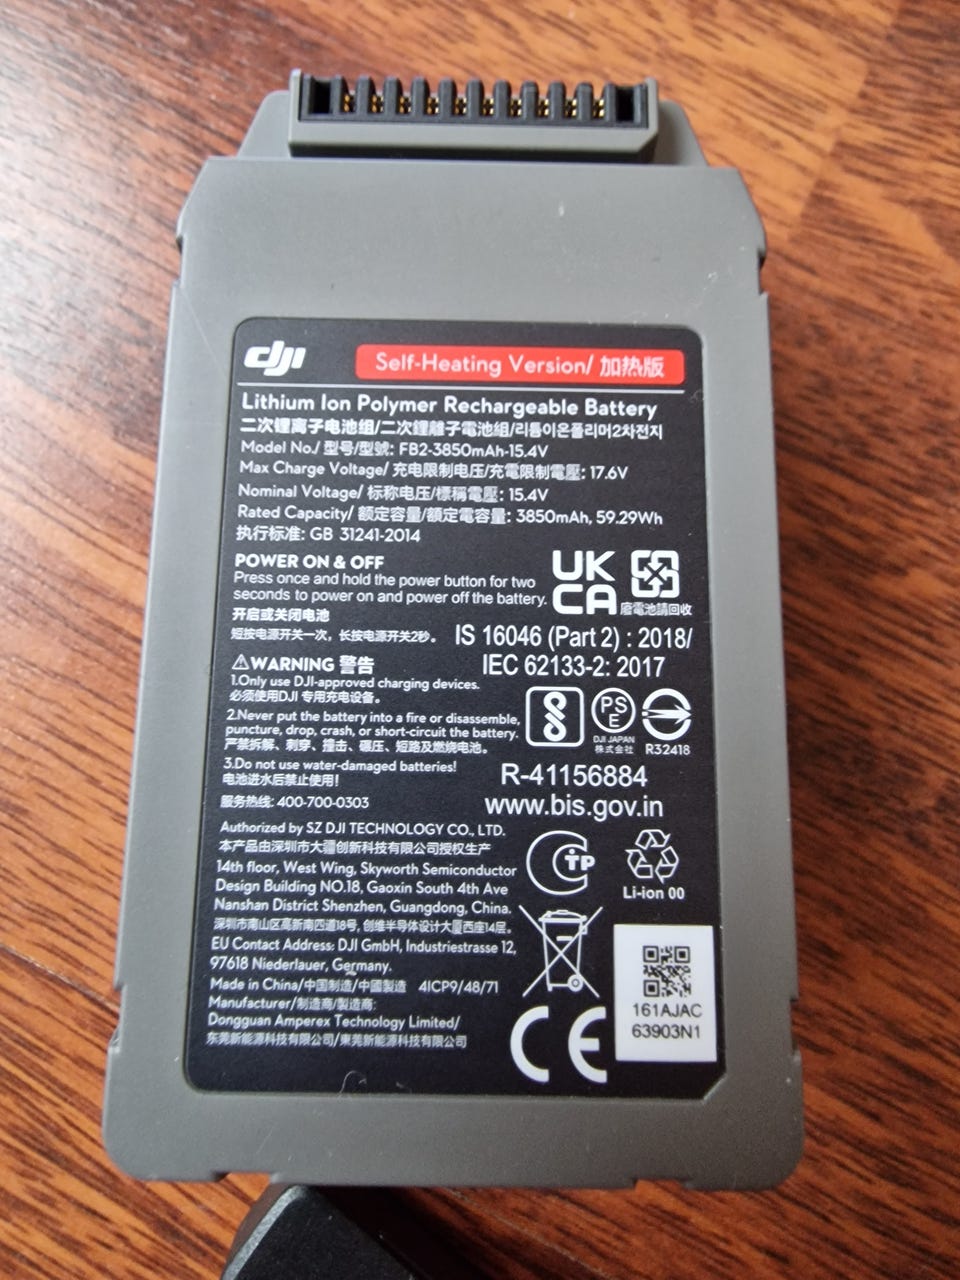 dji
Self-Heating Version/ 加热版
Lithium Ion Polymer Rechargeable Battery
二次锂离子电池组/二次鋰離子電池組/리튬이온폴리머2차전지
Model No./ 型号/型號: FB2-3850mAh-15.4V
Max Charge Voltage/ 充电限制电压/充電限制電壓: 17.6V
Nominal Voltage/ 标称电压/標稱電壓: 15.4V
Rated Capacity/ 额定容量/額定電容量: 3850mAh, 59.29Wh
执行标准: GB 31241-2014
POWER ON & OFF
Press once and hold the power button for two
seconds to power on and power off the battery.
开启或关闭电池
短按电源开关一次，长按电源开关2秒。
UK
CA
廢電池請回收
IS 16046 (Part 2) : 2018/
IEC 62133-2: 2017
⚠WARNING 警告
1.Only use DJI-approved charging devices.
必须使用DJI 专用充电设备。
2.Never put the battery into a fire or disassemble,
puncture, drop, crash, or short-circuit the battery.
严禁拆解、刺穿、撞击、碾压、短路及燃烧电池。
3.Do not use water-damaged batteries!
电池进水后禁止使用!
服务热线: 400-700-0303
PS
E
DJI JAPAN
株式会社
R32418
R-41156884
www.bis.gov.in
Authorized by SZ DJI TECHNOLOGY CO., LTD.
本产品由深圳市大疆创新科技有限公司授权生产
14th floor, West Wing, Skyworth Semiconductor
Design Building NO.18, Gaoxin South 4th Ave
Nanshan District Shenzhen, Guangdong, China.
深圳市南山区高新南四道18号, 创维半导体设计大厦西座14层。
EU Contact Address: DJI GmbH, Industriestrasse 12,
97618 Niederlauer, Germany.
Made in China/中国制造/中國製造 4ICP9/48/71
Manufacturer/制造商/製造商:
Dongguan Amperex Technology Limited/
东莞新能源科技有限公司/東莞新能源科技有限公司
TP
Li-ion 00
CE
161AJAC
63903N1